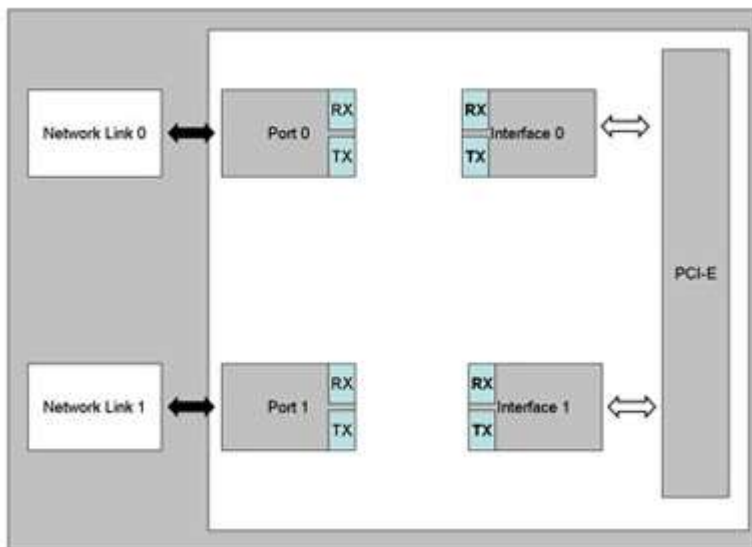 Network Link 0
Port 0
RX
TX
RX
TX
Interface 0
PCI-E
Network Link 1
Port 1
RX
TX
RX
TX
Interface 1